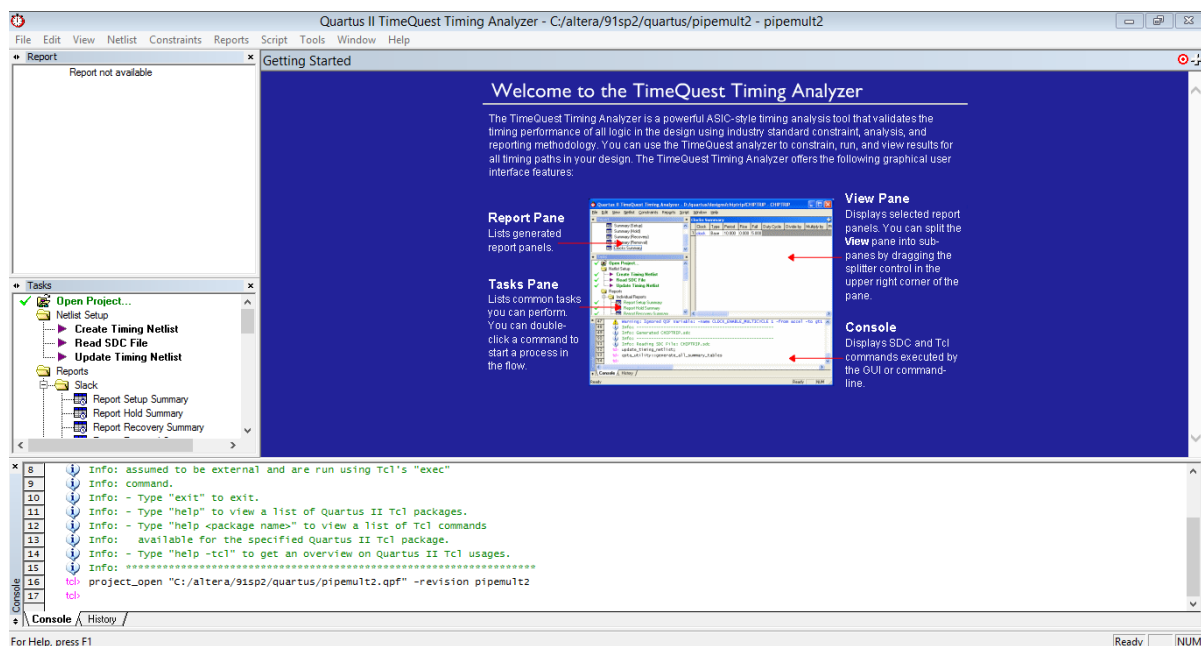 Quartus II TimeQuest Timing Analyzer - C:/altera/91sp2/quartus/pipemult2 - pipemult2
File Edit View Netlist Constraints Reports Script Tools Window Help
Report
Report not available
Getting Started
Welcome to the TimeQuest Timing Analyzer
The TimeQuest Timing Analyzer is a powerful ASIC-style timing analysis tool that validates the
timing performance of all logic in the design using industry standard constraint, analysis, and
reporting methodology. You can use the TimeQuest analyzer to constrain, run, and view results for
all timing paths in your design. The TimeQuest Timing Analyzer offers the following graphical user
interface features:
Report Pane
Lists generated
report panels.
Tasks Pane
Lists common tasks
you can perform.
You can double-
click a command to
start a process in
the flow.
View Pane
Displays selected report
panels. You can split the
View pane into sub-
panes by dragging the
splitter control in the
upper right corner of the
pane.
Console
Displays SDC and Tcl
commands executed by
the GUI or command-
line.
Tasks
Open Project...
Netlist Setup
Create Timing Netlist
Read SDC File
Update Timing Netlist
Reports
Slack
Report Setup Summary
Report Hold Summary
Report Recovery Summary
8 Info: assumed to be external and are run using Tcl's "exec"
9 Info: command.
10 Info: - Type "exit" to exit.
11 Info: - Type "help" to view a list of Quartus II Tcl packages.
12 Info: - Type "help <package name>" to view a list of Tcl commands
13 Info: available for the specified Quartus II Tcl package.
14 Info: - Type "help -tcl" to get an overview on Quartus II Tcl usages.
15 Info: ***********************************************************************
16 tcl> project_open "C:/altera/91sp2/quartus/pipemult2.qpf" -revision pipemult2
17 tcl>
Console
Console History
For Help, press F1
Ready NUM